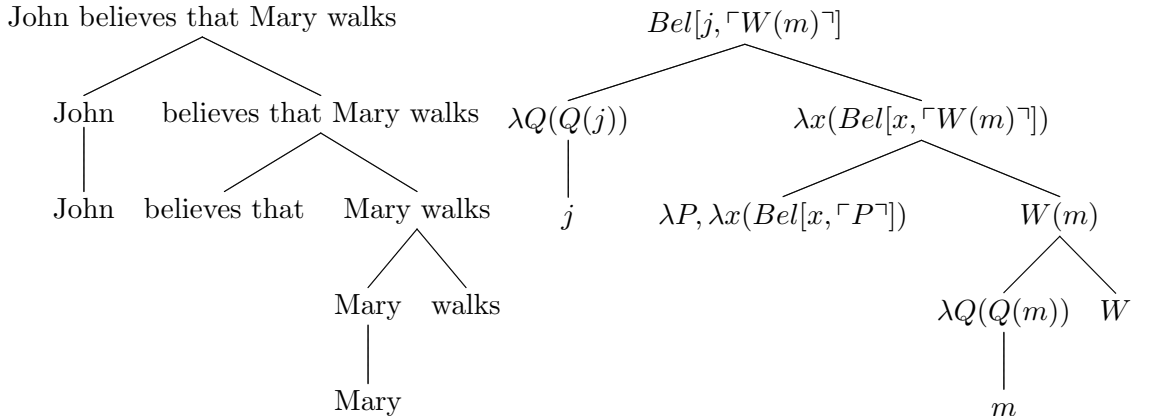 John believes that Mary walks
John believes that Mary walks
John believes that Mary walks
Mary walks
Mary
Bel[j, ⌜W(m)⌝]
λQ(Q(j)) λx(Bel[x, ⌜W(m)⌝])
j λP, λx(Bel[x, ⌜P⌝]) W(m)
λQ(Q(m)) W
m